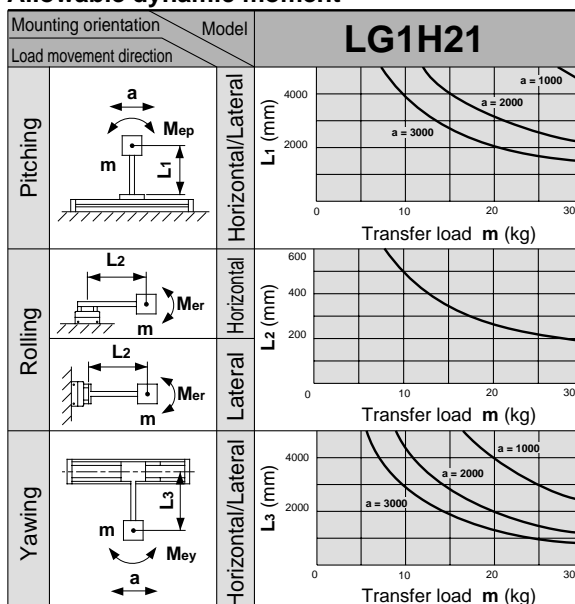 Allowable dynamic moment
Mounting orientation
Model
Load movement direction
LG1H21
Pitching
a
Mep
m
L1
Horizontal/Lateral
L1 (mm)
4000
2000
a = 1000
a = 2000
a = 3000
0
10
20
30
Transfer load m (kg)
Rolling
L2
Mer
m
Horizontal
L2
Mer
m
Lateral
L2 (mm)
600
400
200
0
10
20
30
Transfer load m (kg)
Yawing
L3
m
Mey
a
Horizontal/Lateral
L3 (mm)
4000
2000
a = 1000
a = 2000
a = 3000
0
10
20
30
Transfer load m (kg)